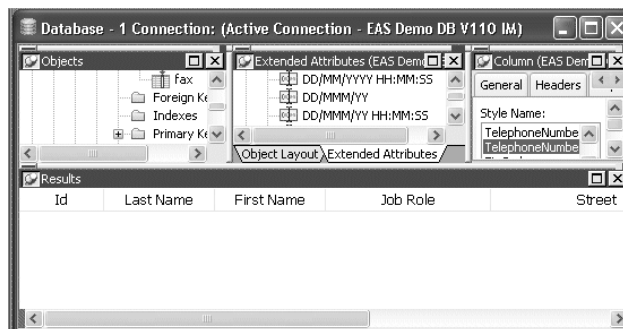 Database - 1 Connection: (Active Connection - EAS Demo DB V110 IM)
Objects
fax
Foreign Ke
Indexes
Primary Ke
Extended Attributes (EAS Demo
DD/MM/YYYY HH:MM:SS
DD/MMM/YY
DD/MM/YY HH:MM:SS
Object Layout
Extended Attributes
Column (EAS Dem
General
Headers
Style Name:
TelephoneNumbe
TelephoneNumbe
Results
Id
Last Name
First Name
Job Role
Street